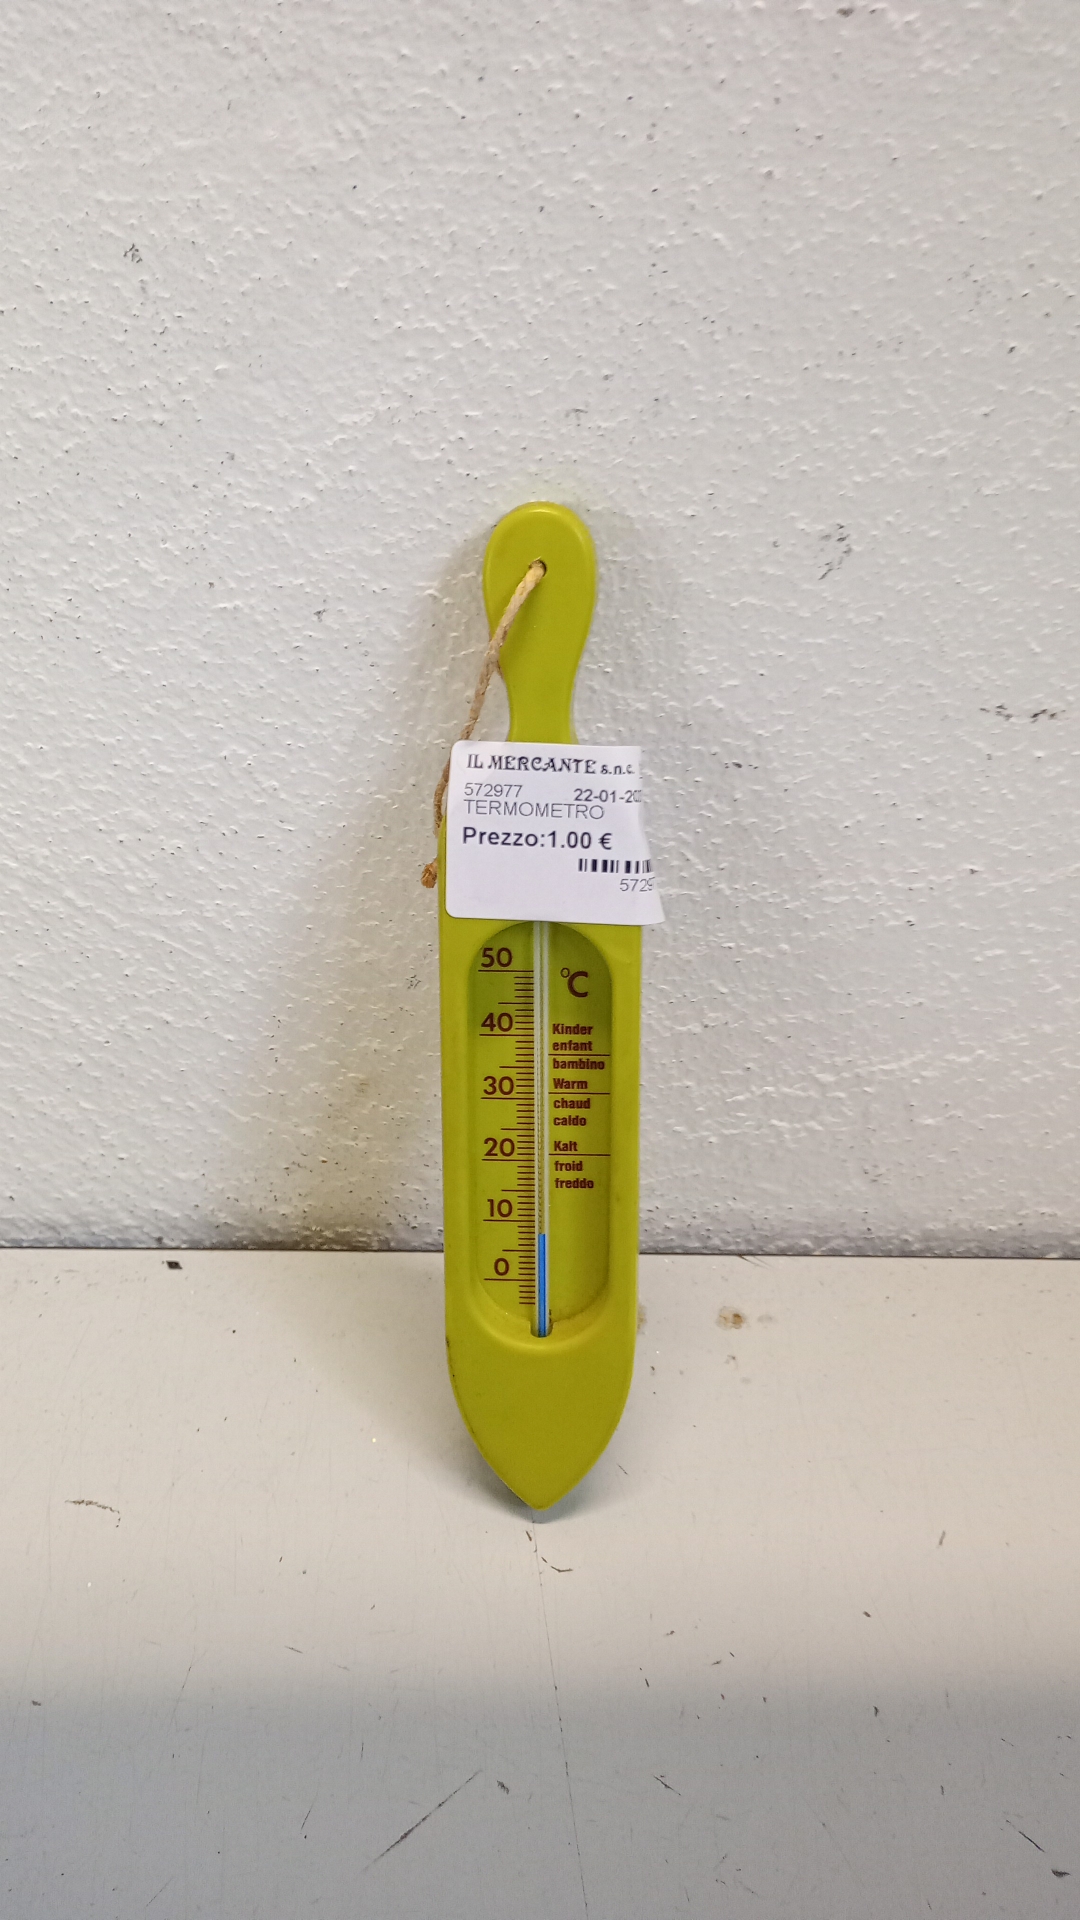 IL MERCANTE s.n.c.
572977 22-01-20
TERMOMETRO
Prezzo:1.00 €
5729
50
°C
40
Kinder
enfant
bambino
30
Warm
chaud
caldo
20
Kalt
froid
freddo
10
0